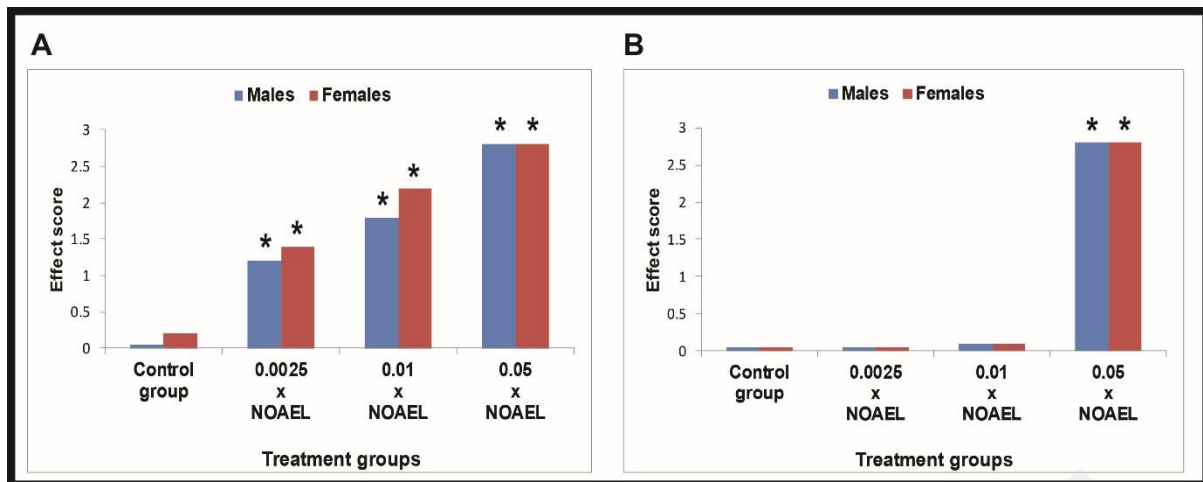 A
Males Females
* *
* *
* *
3
2.5
2
1.5
1
0.5
0
Effect score
Control 0.0025 0.01 0.05
group x x x
NOAEL NOAEL NOAEL
Treatment groups
B
Males Females
* *
3
2.5
2
1.5
1
0.5
0
Effect score
Control 0.0025 0.01 0.05
group x x x
NOAEL NOAEL NOAEL
Treatment groups